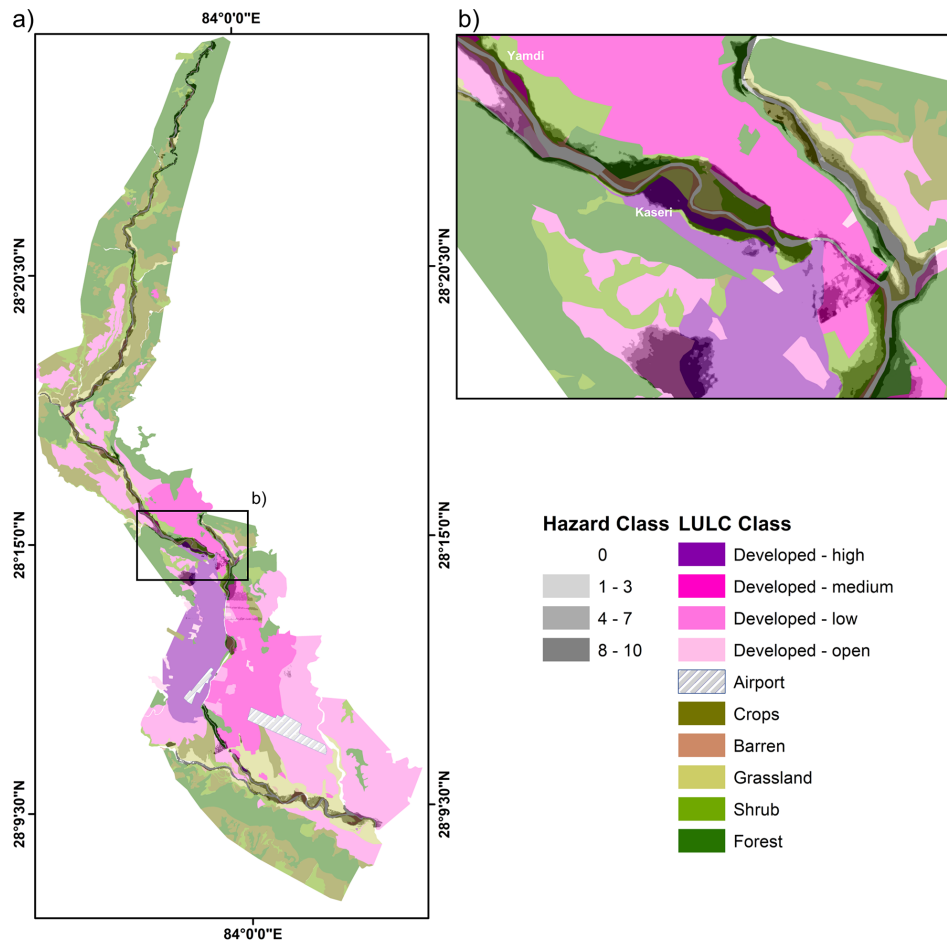 a)
84°0'0"E
b)
Yamdi
Kaseri
28°20'30"N
28°20'30"N
b)
28°15'0"N
28°15'0"N
28°9'30"N
28°9'30"N
84°0'0"E
Hazard Class
0
1 - 3
4 - 7
8 - 10
LULC Class
Developed - high
Developed - medium
Developed - low
Developed - open
Airport
Crops
Barren
Grassland
Shrub
Forest